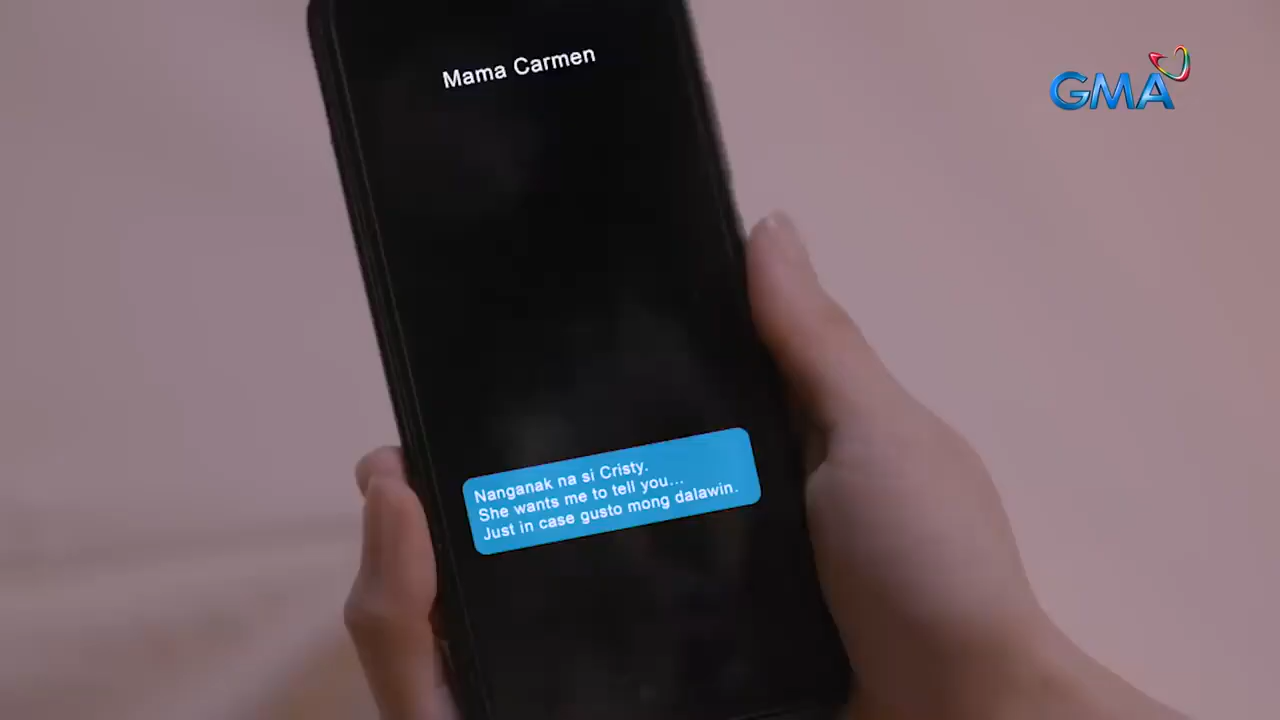 Mama Carmen
GMA
Nanganak na si Cristy.
She wants me to tell you...
Just in case gusto mong dalawin.